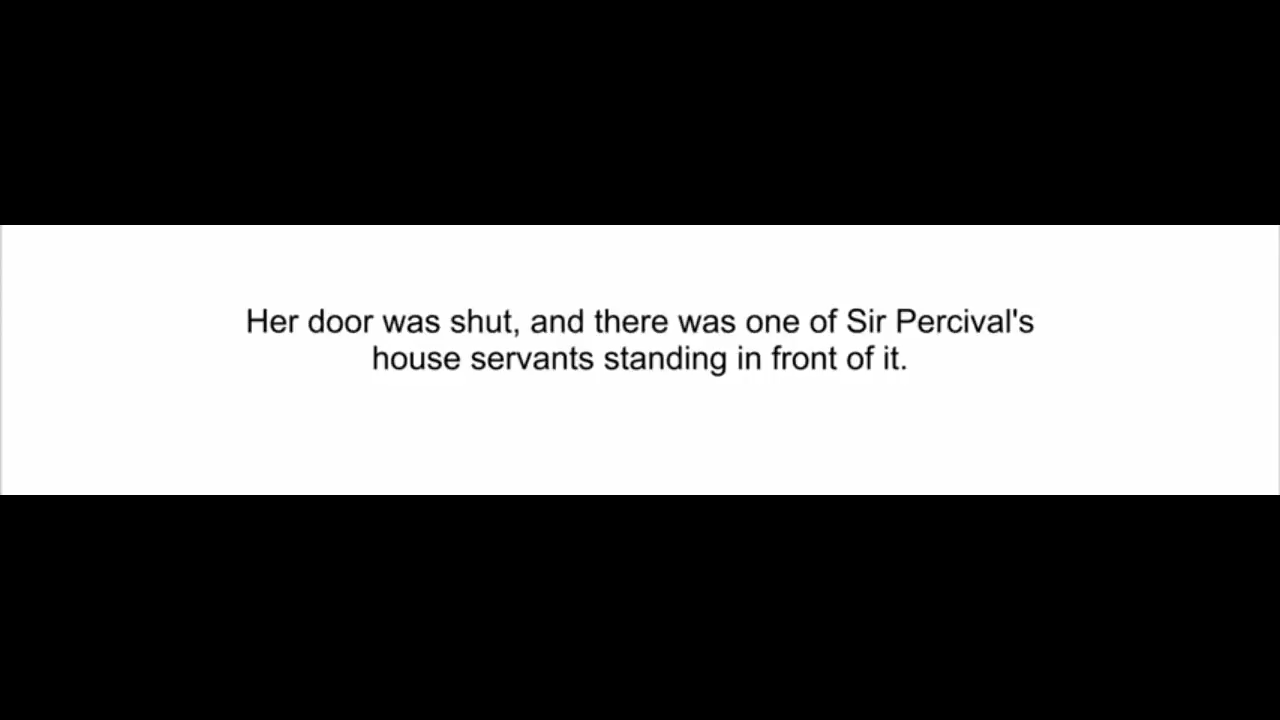 Her door was shut, and there was one of Sir Percival's
house servants standing in front of it.